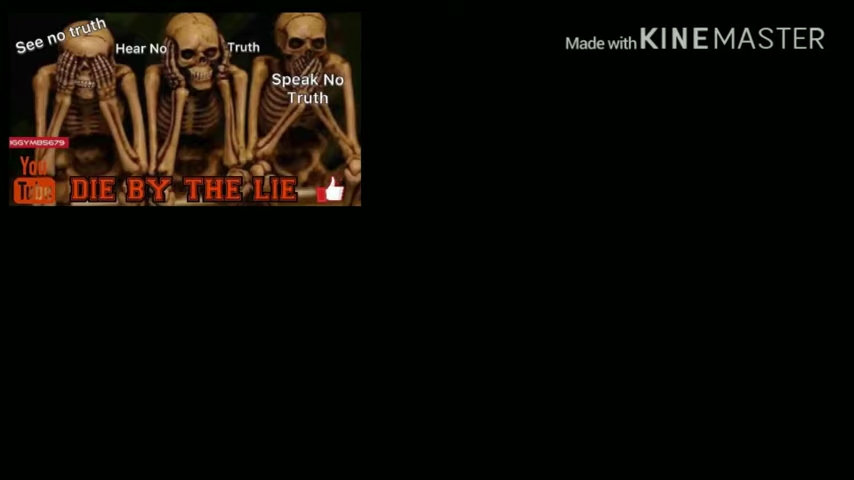 See no truth
Hear No Truth
Speak No
Truth
IGGYMBS679
You
Tube
DIE BY THE LIE
Made with KINEMASTER